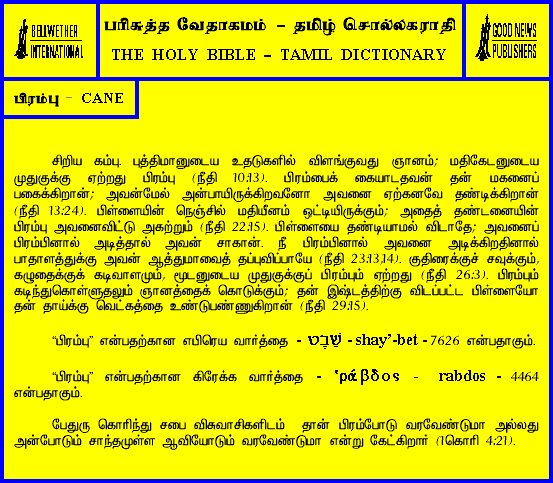 BELLWETHER
INTERNATIONAL
பரிசுத்த வேதாகமம் - தமிழ் சொல்லகராதி
THE HOLY BIBLE - TAMIL DICTIONARY
GOOD NEWS
PUBLISHERS
பிரம்பு - CANE
சிறிய கம்பு. புத்திமானுடைய உதடுகளில் விளங்குவது ஞானம்; மதிகேடனுடைய
முதுகுக்கு ஏற்றது பிரம்பு (நீதி 10:13). பிரம்பைக் கையாடாதவன் தன் மகனைப்
பகைக்கிறான்; அவன்மேல் அன்பாயிருக்கிறவனோ அவனை ஏற்கனவே தண்டிக்கிறான்
(நீதி 13:24). பிள்ளையின் நெஞ்சில் மதியீனம் ஒட்டியிருக்கும்; அதைத் தண்டனையின்
பிரம்பு அவனைவிட்டு அகற்றும் (நீதி 22:15). பிள்ளையை தண்டியாமல் விடாதே; அவனைப்
பிரம்பினால் அடித்தால் அவன் சாகான். நீ பிரம்பினால் அவனை அடிக்கிறதினால்
பாதாளத்துக்கு அவன் ஆத்துமாவைத் தப்புவிப்பாயே (நீதி 23:13,14). குதிரைக்குச் சவுக்கும்,
கழுதைக்குக் கடிவாளமும், மூடனுடைய முதுகுக்குப் பிரம்பும் ஏற்றது (நீதி 26:3). பிரம்பும்
கடிந்துகொள்ளுதலும் ஞானத்தைக் கொடுக்கும்; தன் இஷ்டத்திற்கு விடப்பட்ட பிள்ளையோ
தன் தாய்க்கு வெட்கத்தை உண்டுபண்ணுகிறான் (நீதி 29:15).
“பிரம்பு” என்பதற்கான எபிரெய வார்த்தை - שֵׁבֶט - shay’-bet - 7626 என்பதாகும்.
“பிரம்பு” என்பதற்கான கிரேக்க வார்த்தை - ῾ράβδος - rabdos - 4464
என்பதாகும்.
பேதுரு கொரிந்து சபை விசுவாசிகளிடம் தான் பிரம்போடு வரவேண்டுமா அல்லது
அன்போடும் சாந்தமுள்ள ஆவியோடும் வரவேண்டுமா என்று கேட்கிறார் (1கொரி 4:21).